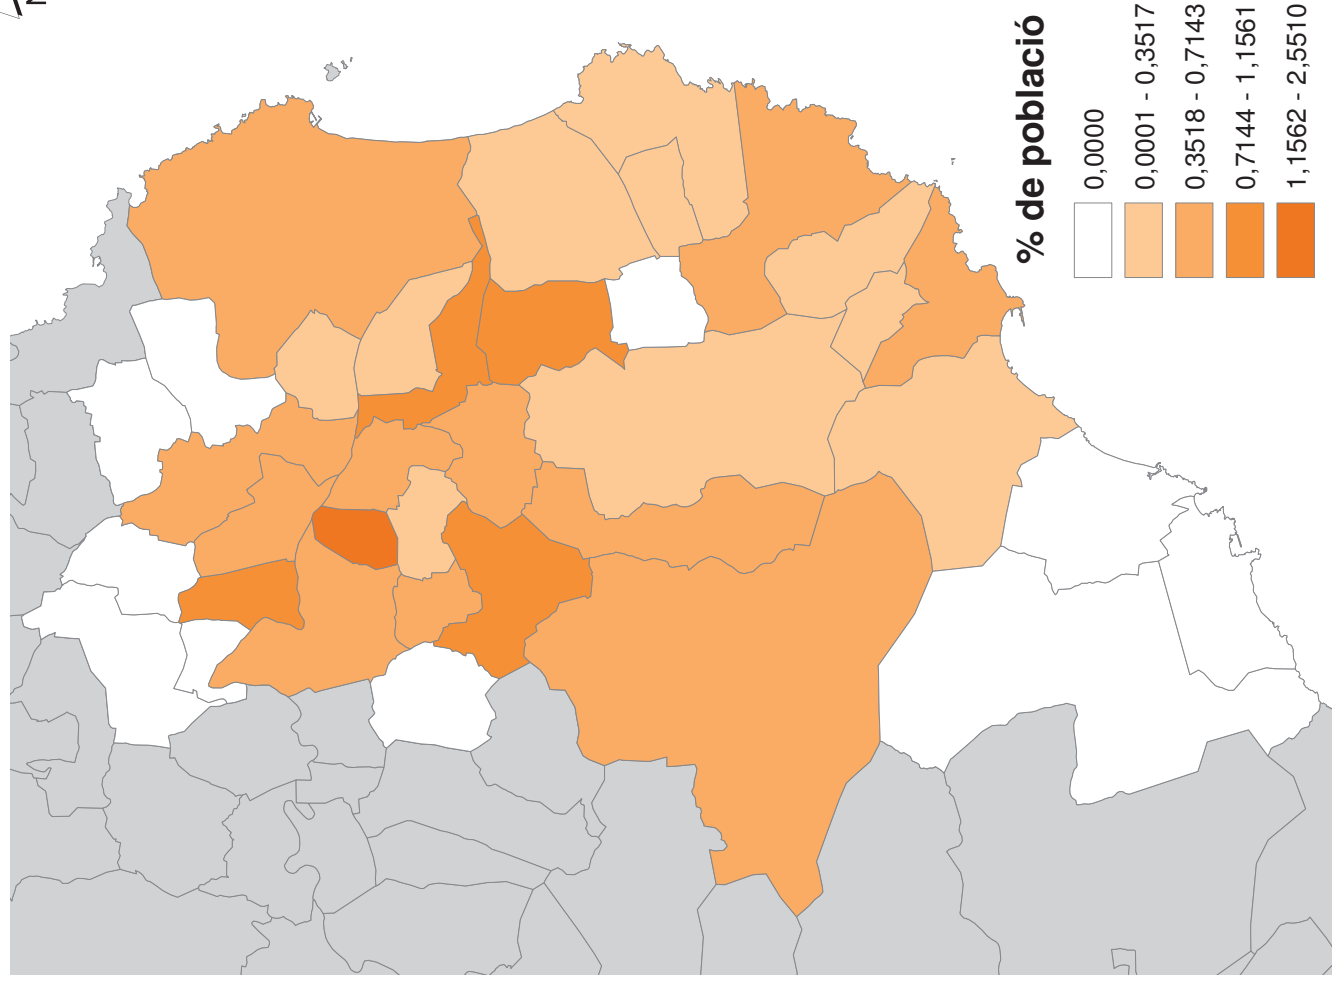 % de població
0,0000
0,0001 - 0,3517
0,3518 - 0,7143
0,7144 - 1,1561
1,1562 - 2,5510